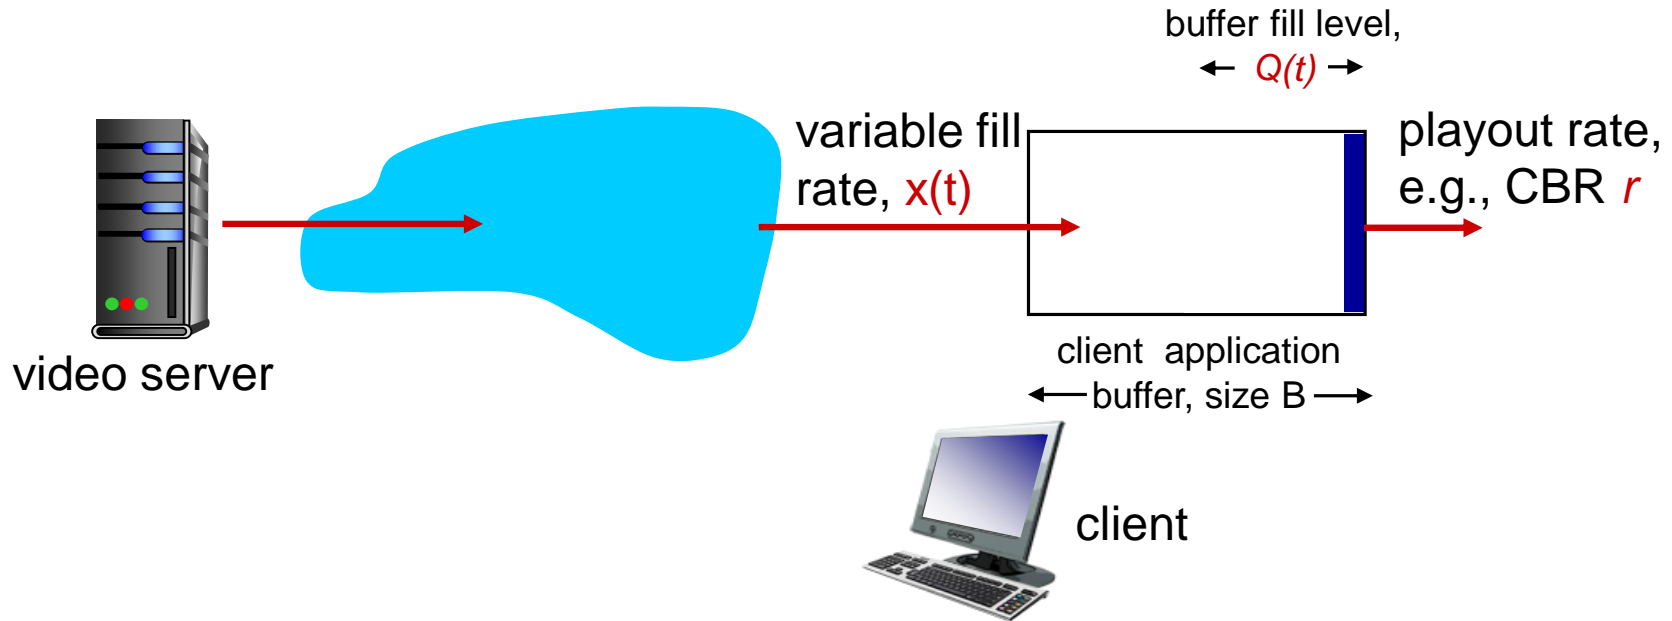 buffer fill level,
Q(t)
variable fill
rate, x(t)
playout rate,
e.g., CBR r
video server
client application
buffer, size B
client